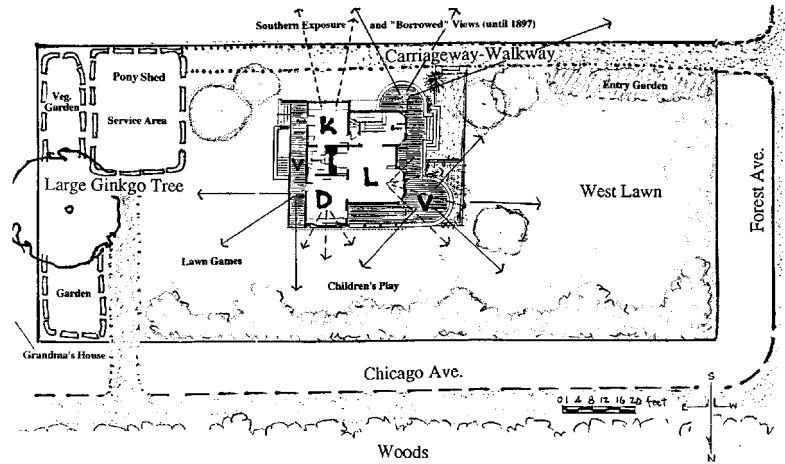 Southern Exposure and "Borrowed" Views (until 1897)
Carriageway-Walkway
Pony Shed
Veg. Garden
Service Area
Entry Garden
K
L
D
V
V
Large Ginkgo Tree
West Lawn
Forest Ave.
Lawn Games
Children's Play
Garden
Grandma's House
Chicago Ave.
0 1 4 8 12 16 20 feet
S
E W
N
Woods